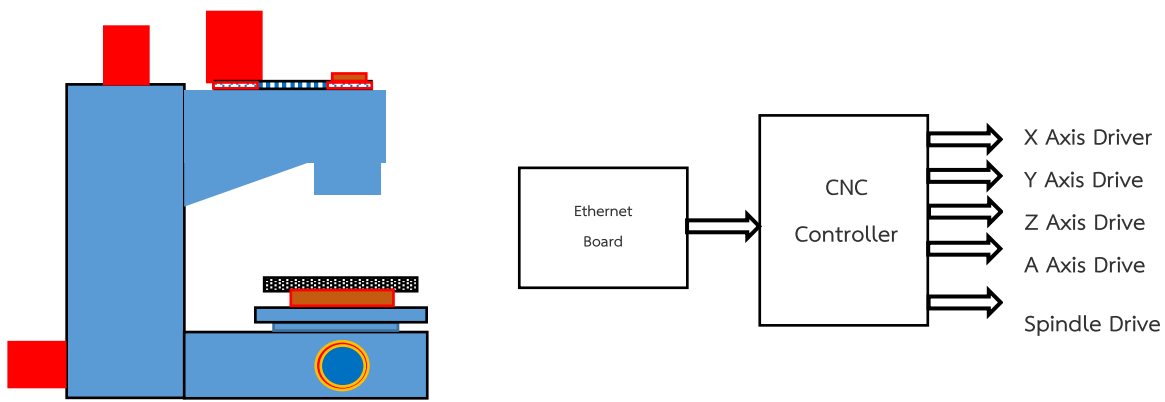 Ethernet
Board
CNC
Controller
X Axis Driver
Y Axis Drive
Z Axis Drive
A Axis Drive
Spindle Drive